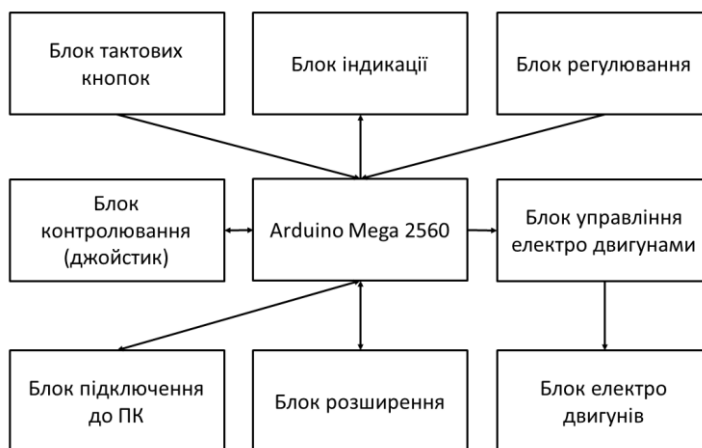 Блок тактових
кнопок
Блок індикації
Блок регулювання
Блок
контролювання
(джойстик)
Arduino Mega 2560
Блок управління
електро двигунами
Блок підключення
до ПК
Блок розширення
Блок електро
двигунів